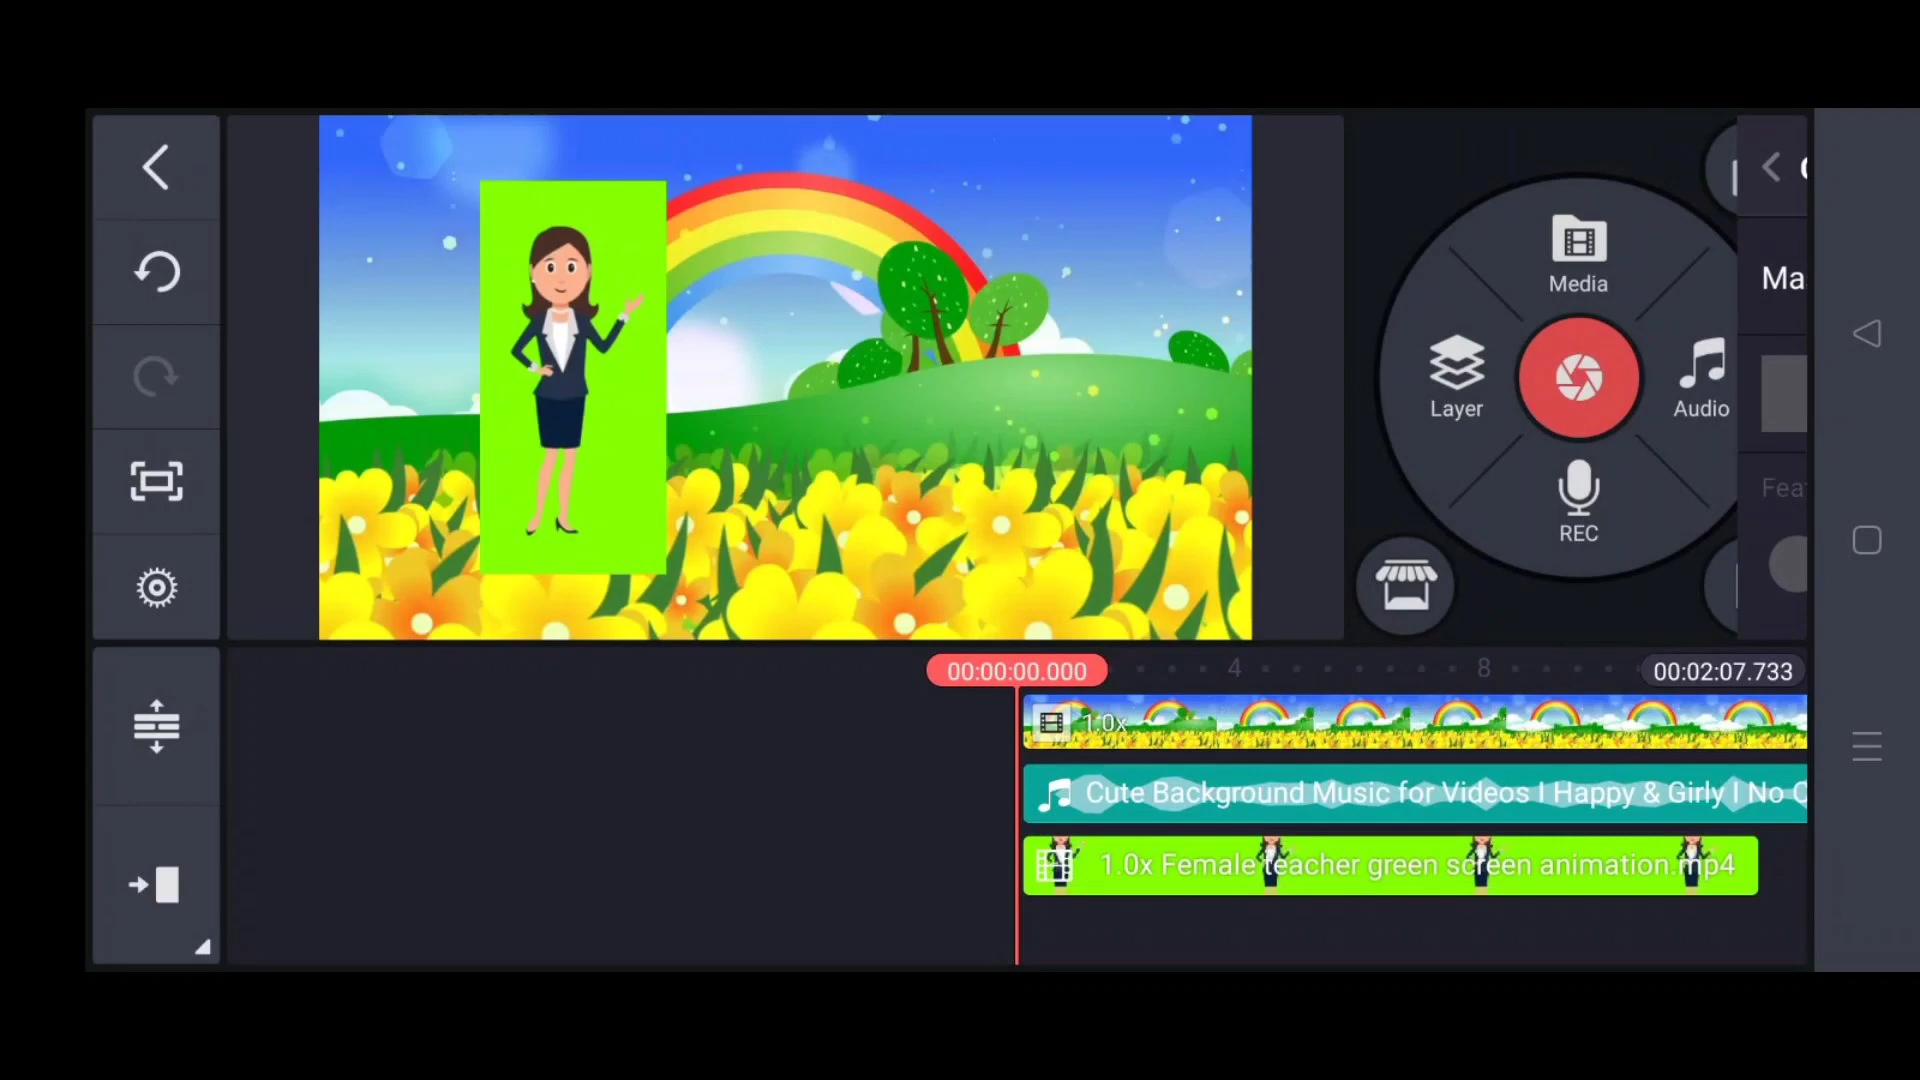 Media
Layer
Audio
REC
Ma
Fea
00:00:00.000
4
8
00:02:07.733
1.0x
Cute Background Music for Videos I Happy & Girly I No C
1.0x Female teacher green screen animation.mp4